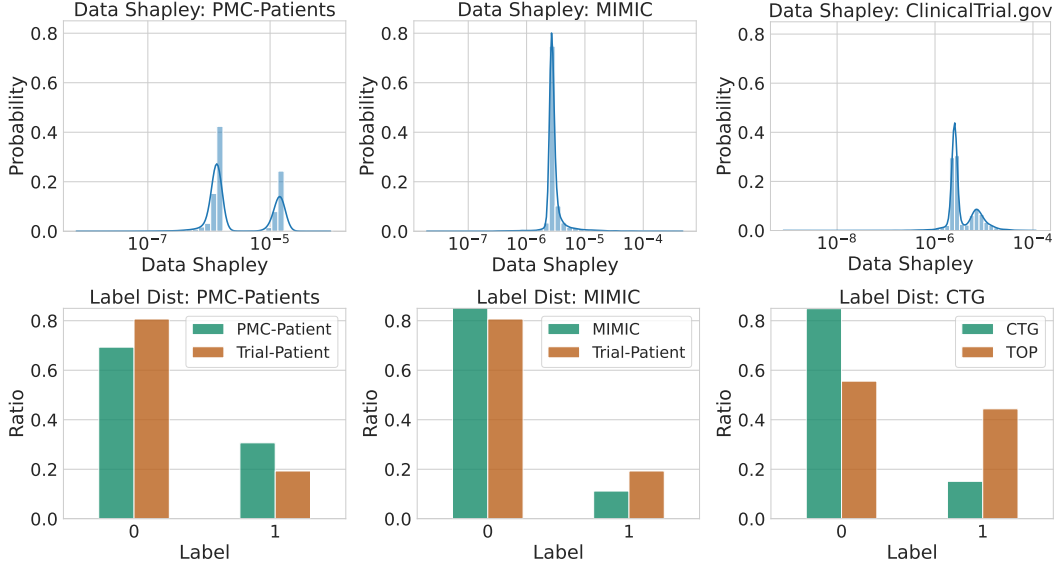 Data Shapley: PMC-Patients
Probability
0.8
0.6
0.4
0.2
0.0
10⁻⁷
10⁻⁵
Data Shapley
Data Shapley: MIMIC
Probability
0.8
0.6
0.4
0.2
0.0
10⁻⁷
10⁻⁶
10⁻⁵
10⁻⁴
Data Shapley
Data Shapley: ClinicalTrial.gov
Probability
0.8
0.6
0.4
0.2
0.0
10⁻⁸
10⁻⁶
10⁻⁴
Data Shapley
Label Dist: PMC-Patients
Ratio
0.8
0.6
0.4
0.2
0.0
PMC-Patient
Trial-Patient
0
1
Label
Label Dist: MIMIC
Ratio
0.8
0.6
0.4
0.2
0.0
MIMIC
Trial-Patient
0
1
Label
Label Dist: CTG
Ratio
0.8
0.6
0.4
0.2
0.0
CTG
TOP
0
1
Label